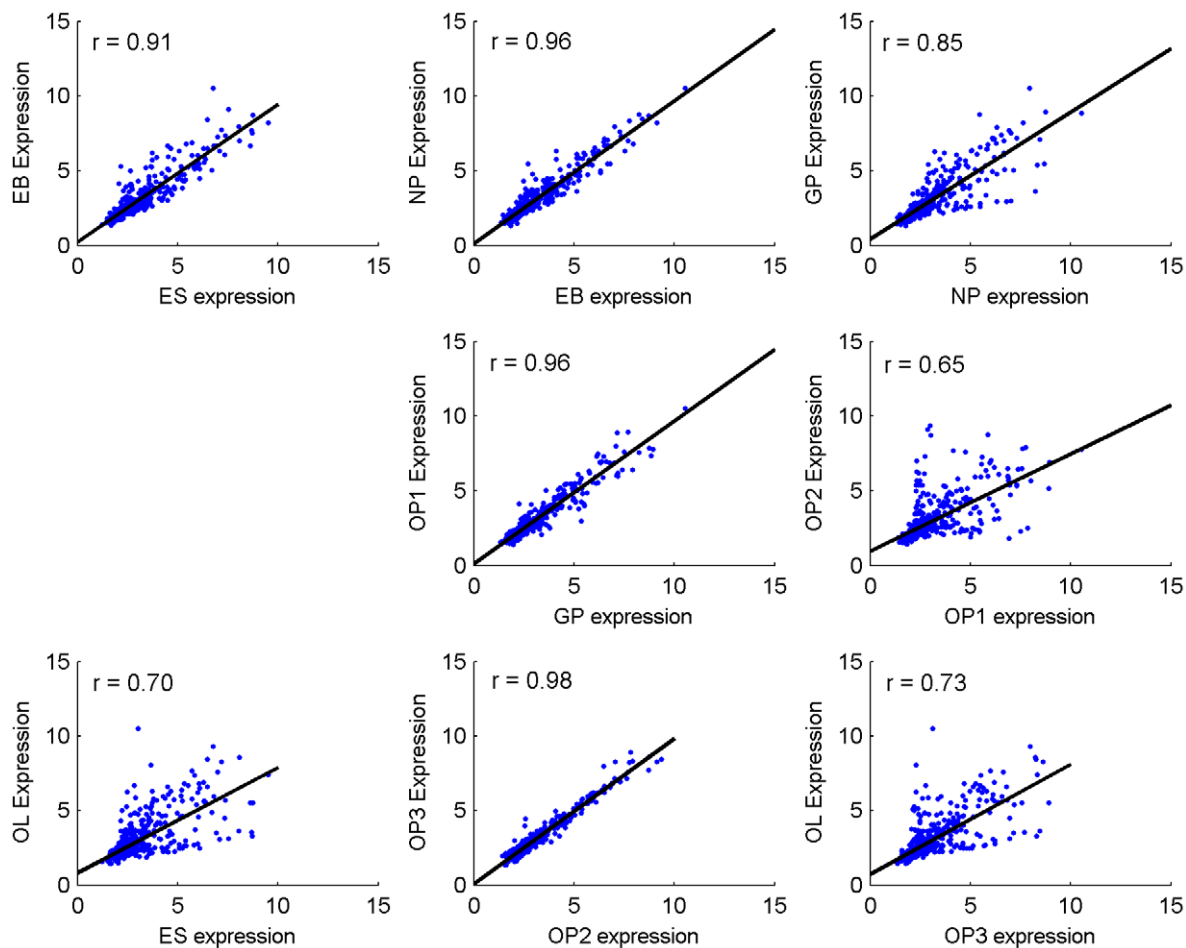 r = 0.91
EB Expression
15
10
5
0
0 5 10 15
ES expression
r = 0.96
NP Expression
15
10
5
0
0 5 10 15
EB expression
r = 0.85
GP Expression
15
10
5
0
0 5 10 15
NP expression
r = 0.96
OP1 Expression
15
10
5
0
0 5 10 15
GP expression
r = 0.65
OP2 Expression
15
10
5
0
0 5 10 15
OP1 expression
r = 0.70
OL Expression
15
10
5
0
0 5 10 15
ES expression
r = 0.98
OP3 Expression
15
10
5
0
0 5 10 15
OP2 expression
r = 0.73
OL Expression
15
10
5
0
0 5 10 15
OP3 expression